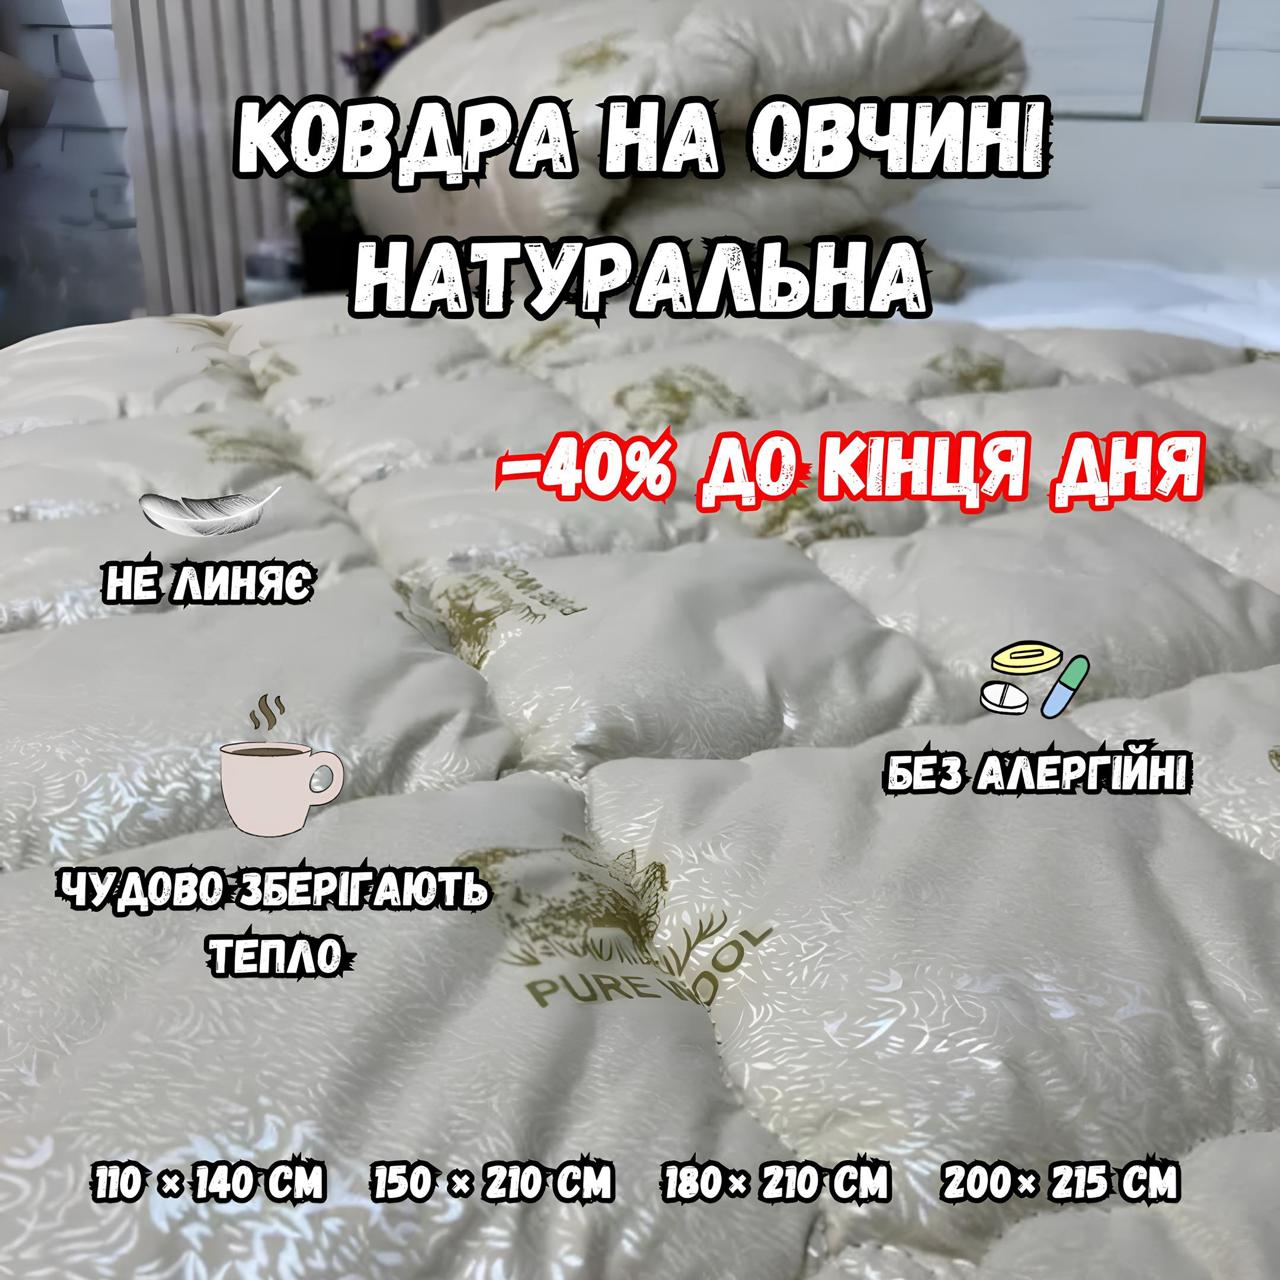 КОВДРА НА ОВЧИНІ
НАТУРАЛЬНА
-40% ДО КІНЦЯ ДНЯ
НЕ ЛИНЯЄ
БЕЗ АЛЕРГІЙНІ
ЧУДОВО ЗБЕРІГАЮТЬ
ТЕПЛО
PURE WOOL
110 × 140 СМ 150 × 210 СМ 180× 210 СМ 200× 215 СМ